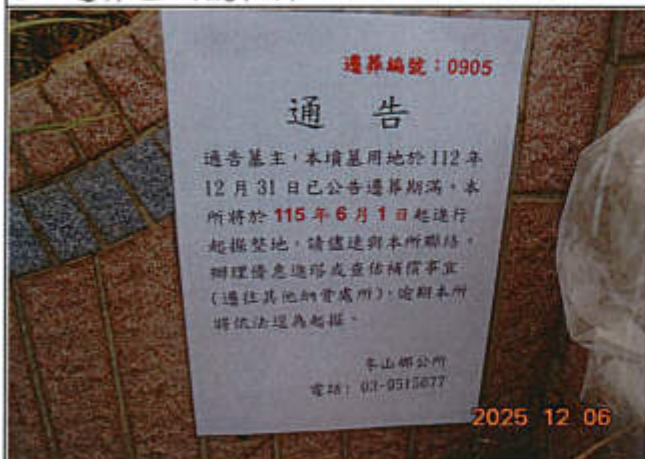 遷葬編號：0905
通 告
通告墓主，本墳墓用地於112年
12月31日已公告遷葬期滿。本
所將於115年6月1日起進行
起掘整地，請儘速與本所聯絡，
辦理優惠進塔或查估補償事宜
(遷往其他納骨處所)，逾期本所
將依法逕為起掘。
冬山鄉公所
電話：03-9515677
2025 12 06